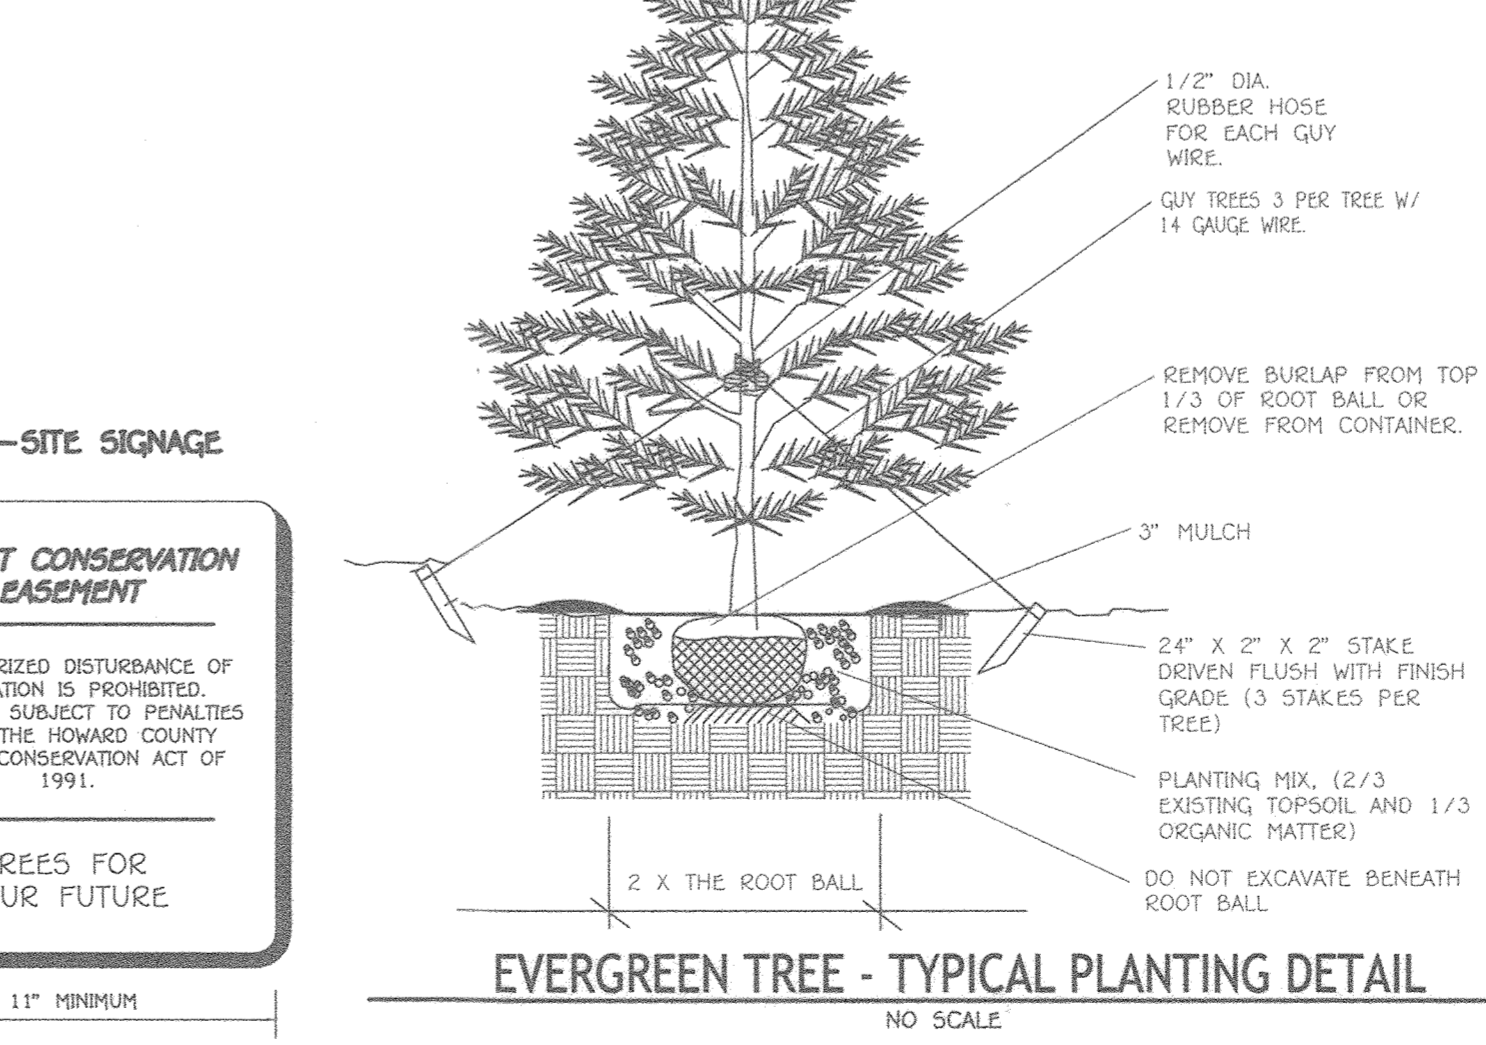 -SITE SIGNAGE
T CONSERVATION
EASEMENT
RIZED DISTURBANCE OF
ATION IS PROHIBITED.
SUBJECT TO PENALTIES
THE HOWARD COUNTY
CONSERVATION ACT OF
1991.
REES FOR
UR FUTURE
11" MINIMUM
1/2" DIA.
RUBBER HOSE
FOR EACH GUY
WIRE.
GUY TREES 3 PER TREE W/
14 GAUGE WIRE.
REMOVE BURLAP FROM TOP
1/3 OF ROOT BALL OR
REMOVE FROM CONTAINER.
3" MULCH
24" X 2" X 2" STAKE
DRIVEN FLUSH WITH FINISH
GRADE (3 STAKES PER
TREE)
PLANTING MIX, (2/3
EXISTING TOPSOIL AND 1/3
ORGANIC MATTER)
DO NOT EXCAVATE BENEATH
ROOT BALL
2 X THE ROOT BALL
EVERGREEN TREE - TYPICAL PLANTING DETAIL
NO SCALE